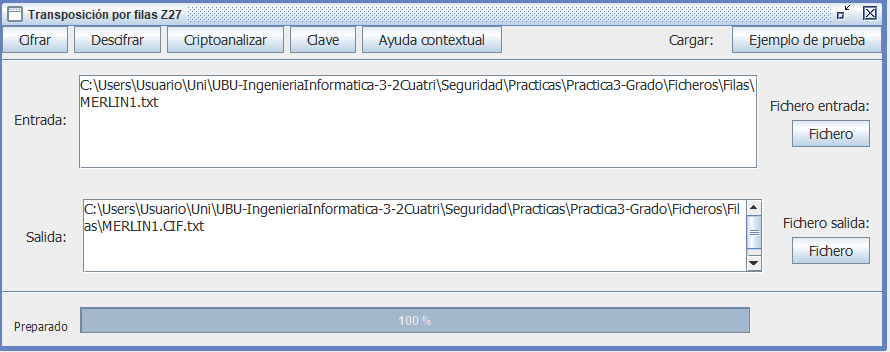 Transposición por filas Z27
Cifrar Descifrar Criptoanalizar Clave Ayuda contextual Cargar: Ejemplo de prueba
C:\Users\Usuario\Uni\UBU-IngenieriaInformatica-3-2Cuatri\Seguridad\Practicas\Practica3-Grado\Ficheros\Filas\
MERLIN1.txt
Entrada:
Fichero entrada:
Fichero
C:\Users\Usuario\Uni\UBU-IngenieriaInformatica-3-2Cuatri\Seguridad\Practicas\Practica3-Grado\Ficheros\Fil
as\MERLIN1.CIF.txt
Salida:
Fichero salida:
Fichero
Preparado 100 %